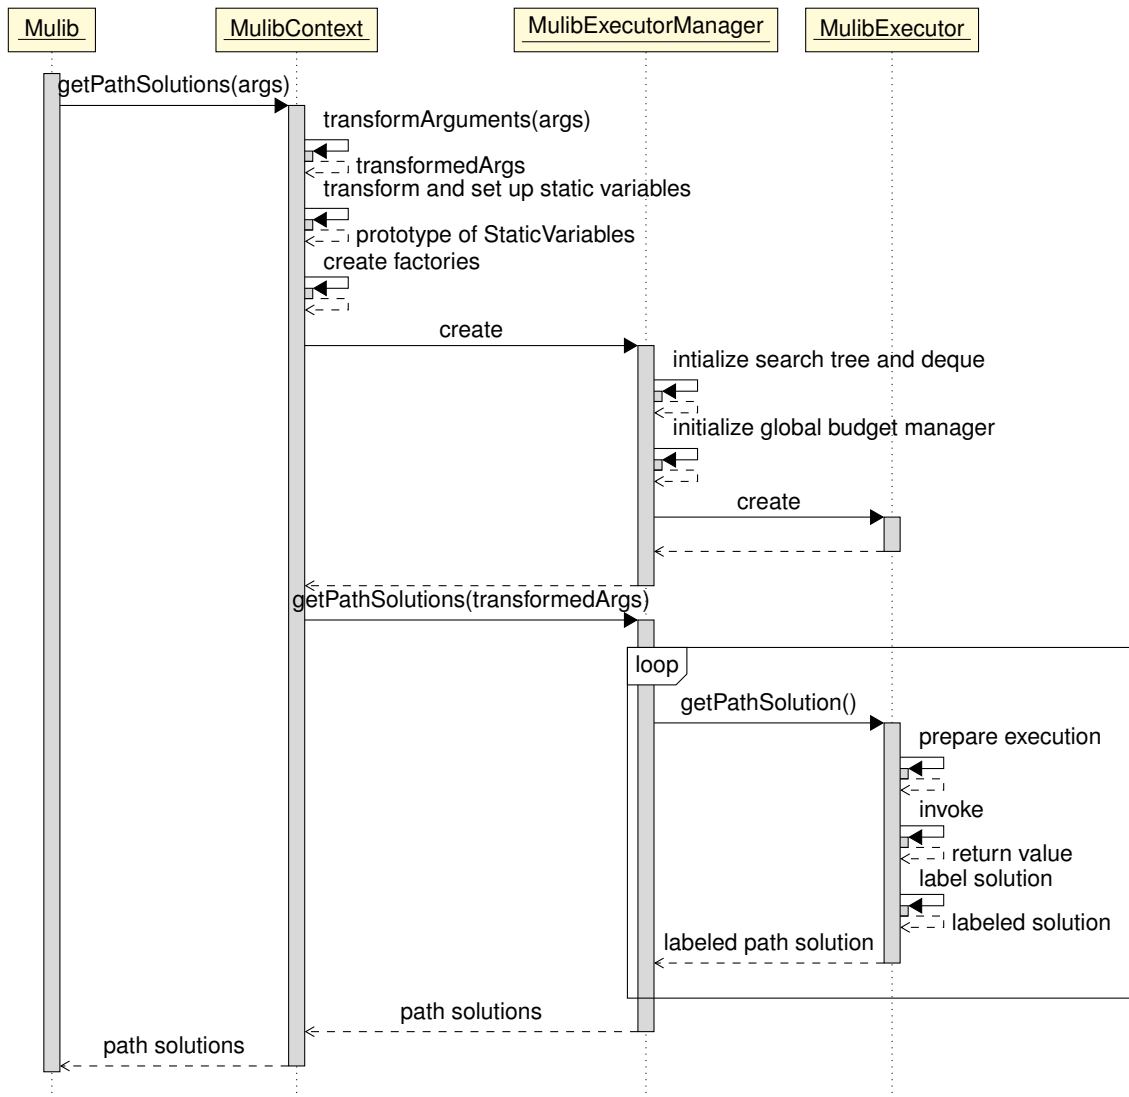 Mulib
MulibContext
MulibExecutorManager
MulibExecutor
getPathSolutions(args)
transformArguments(args)
transformedArgs
transform and set up static variables
prototype of StaticVariables
create factories
create
intialize search tree and deque
initialize global budget manager
create
getPathSolutions(transformedArgs)
loop
getPathSolution()
prepare execution
invoke
return value
label solution
labeled solution
labeled path solution
path solutions
path solutions